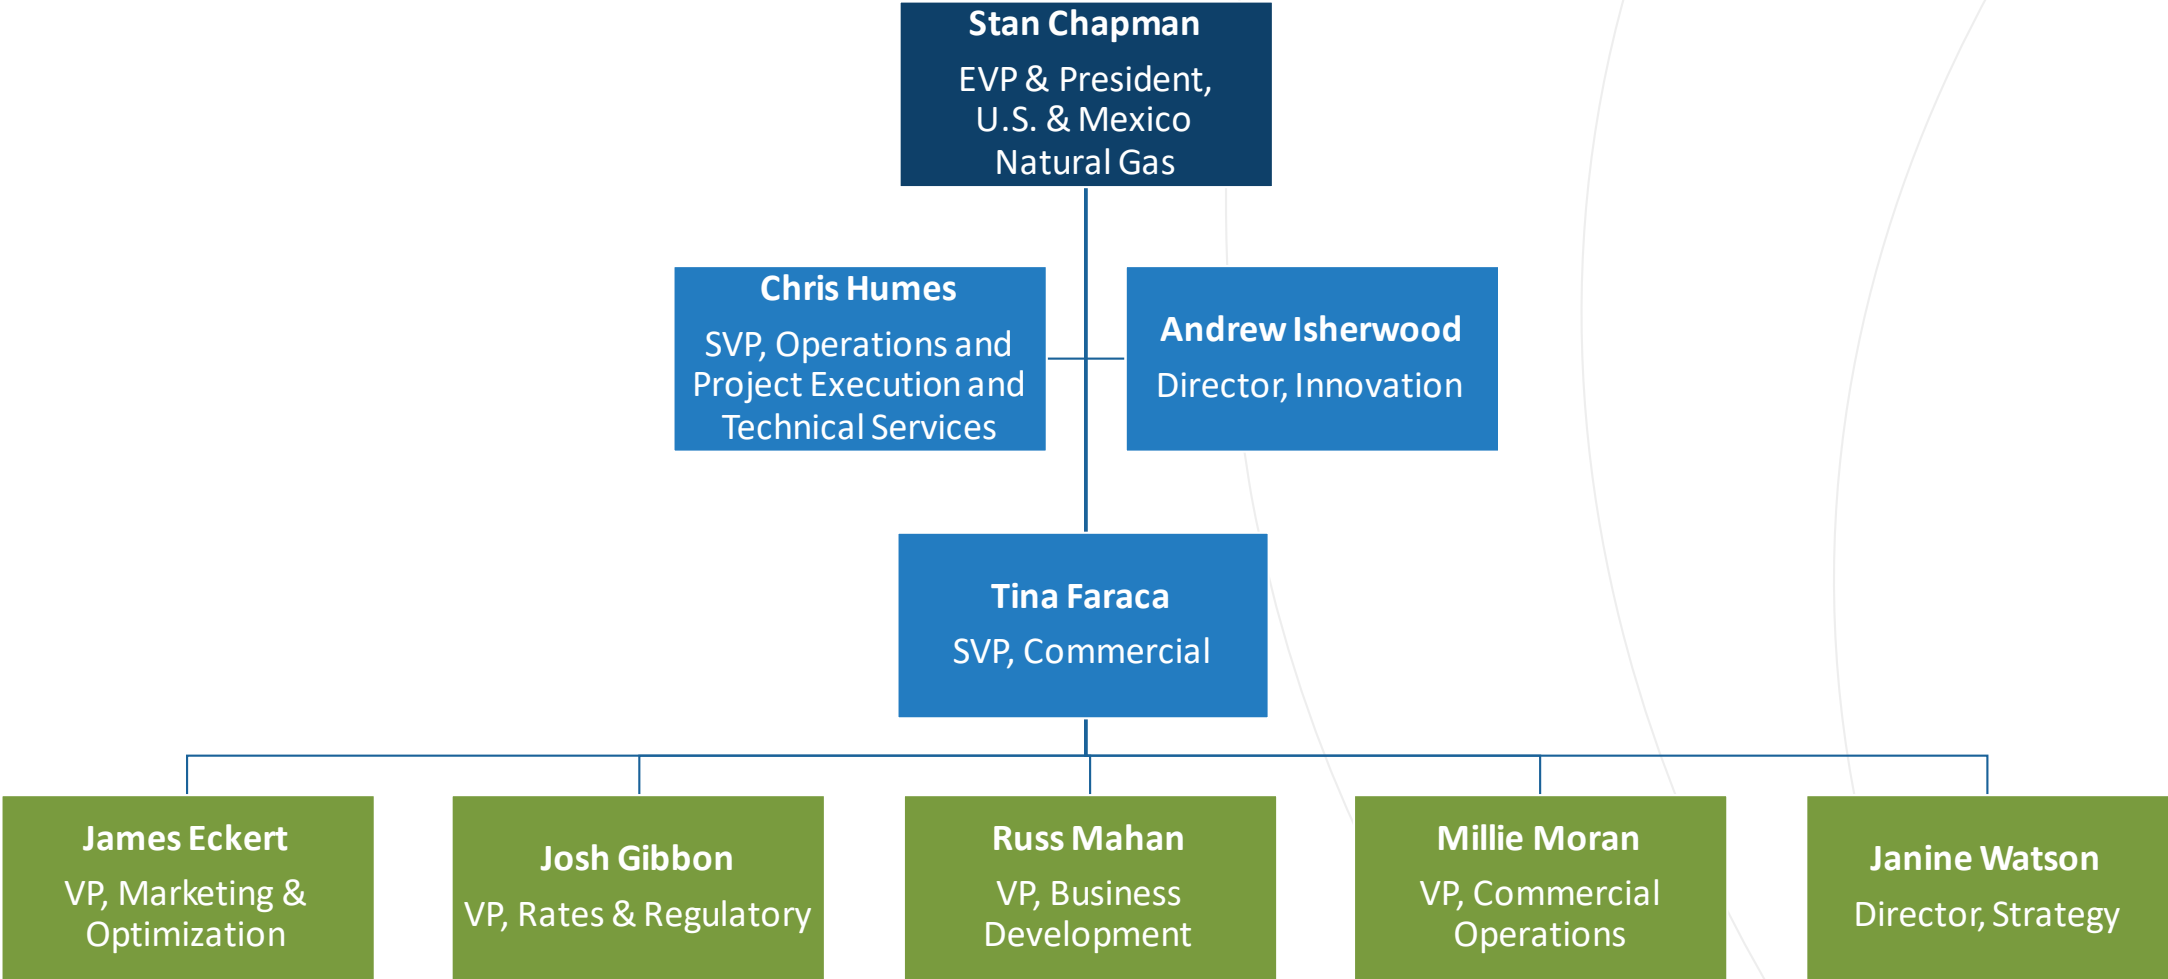 Stan Chapman
EVP & President,
U.S. & Mexico
Natural Gas
Chris Humes
SVP, Operations and
Project Execution and
Technical Services
Andrew Isherwood
Director, Innovation
Tina Faraca
SVP, Commercial
James Eckert
VP, Marketing &
Optimization
Josh Gibbon
VP, Rates & Regulatory
Russ Mahan
VP, Business
Development
Millie Moran
VP, Commercial
Operations
Janine Watson
Director, Strategy